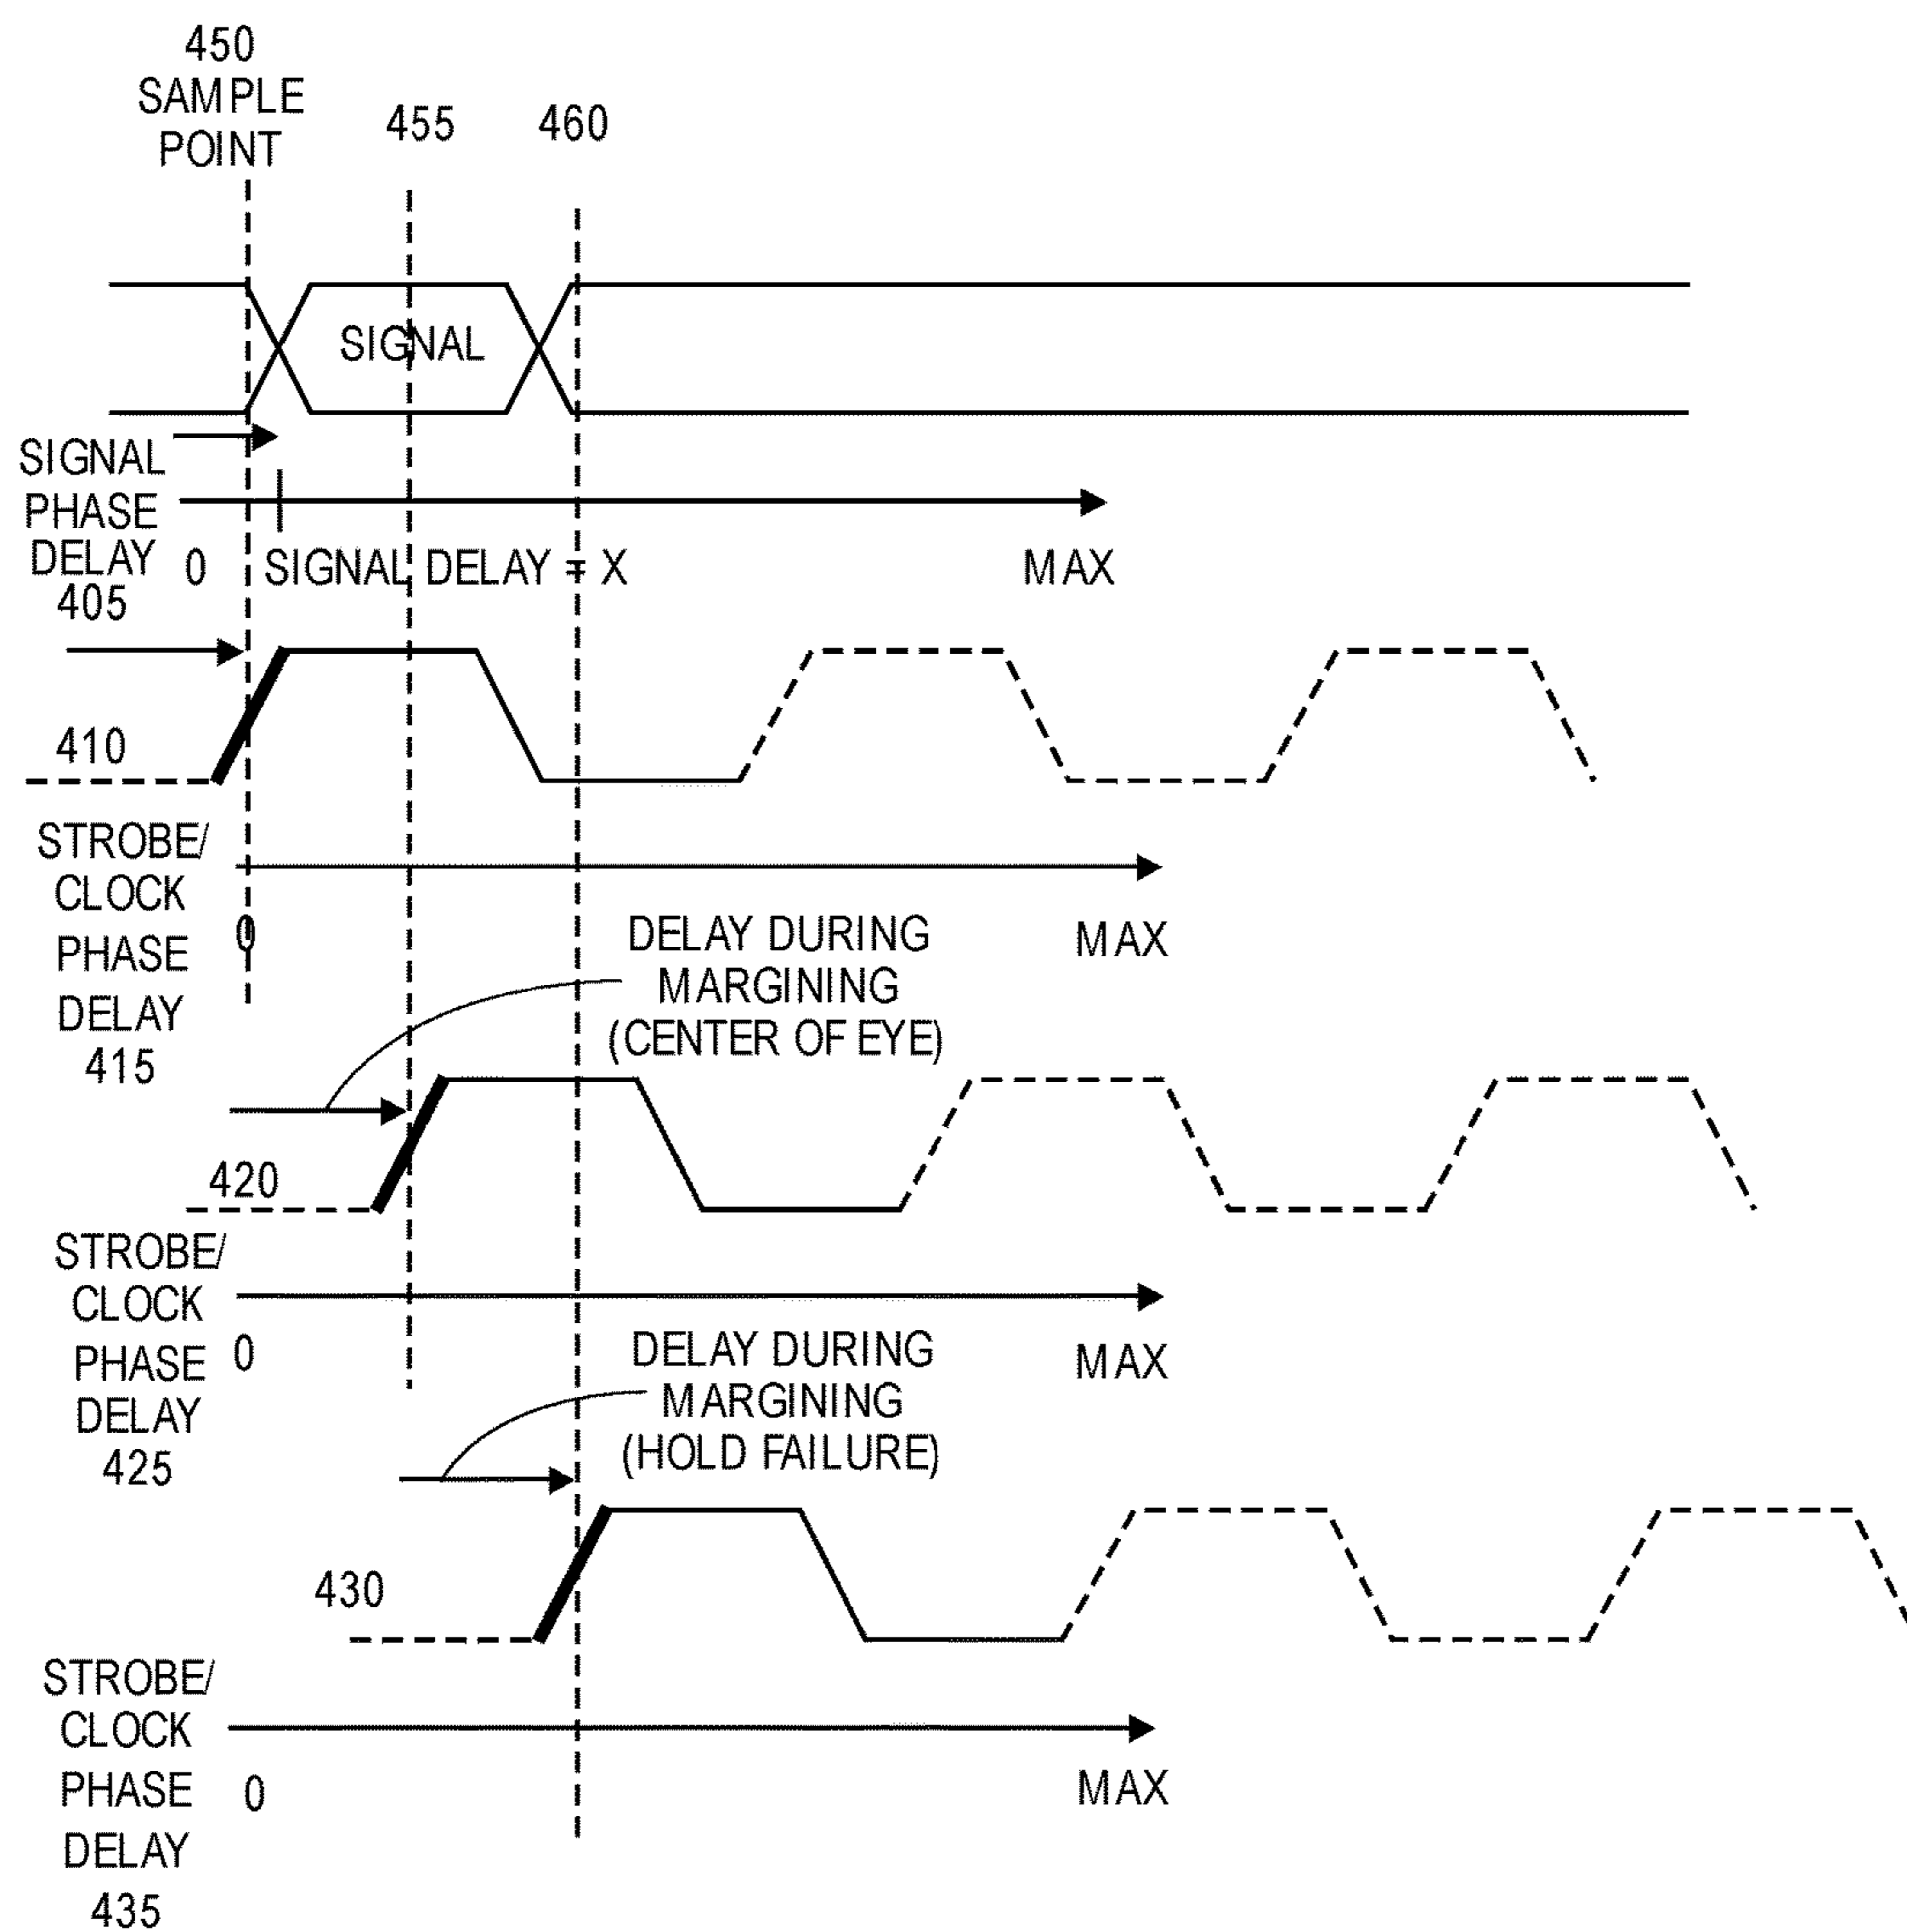 450
SAMPLE
POINT
455
460
SIGNAL
SIGNAL
PHASE
DELAY
405
0
SIGNAL DELAY = X
MAX
410
STROBE/
CLOCK
PHASE
DELAY
415
0
MAX
DELAY DURING
MARGINING
(CENTER OF EYE)
420
STROBE/
CLOCK
PHASE
DELAY
425
0
MAX
DELAY DURING
MARGINING
(HOLD FAILURE)
430
STROBE/
CLOCK
PHASE
DELAY
435
0
MAX